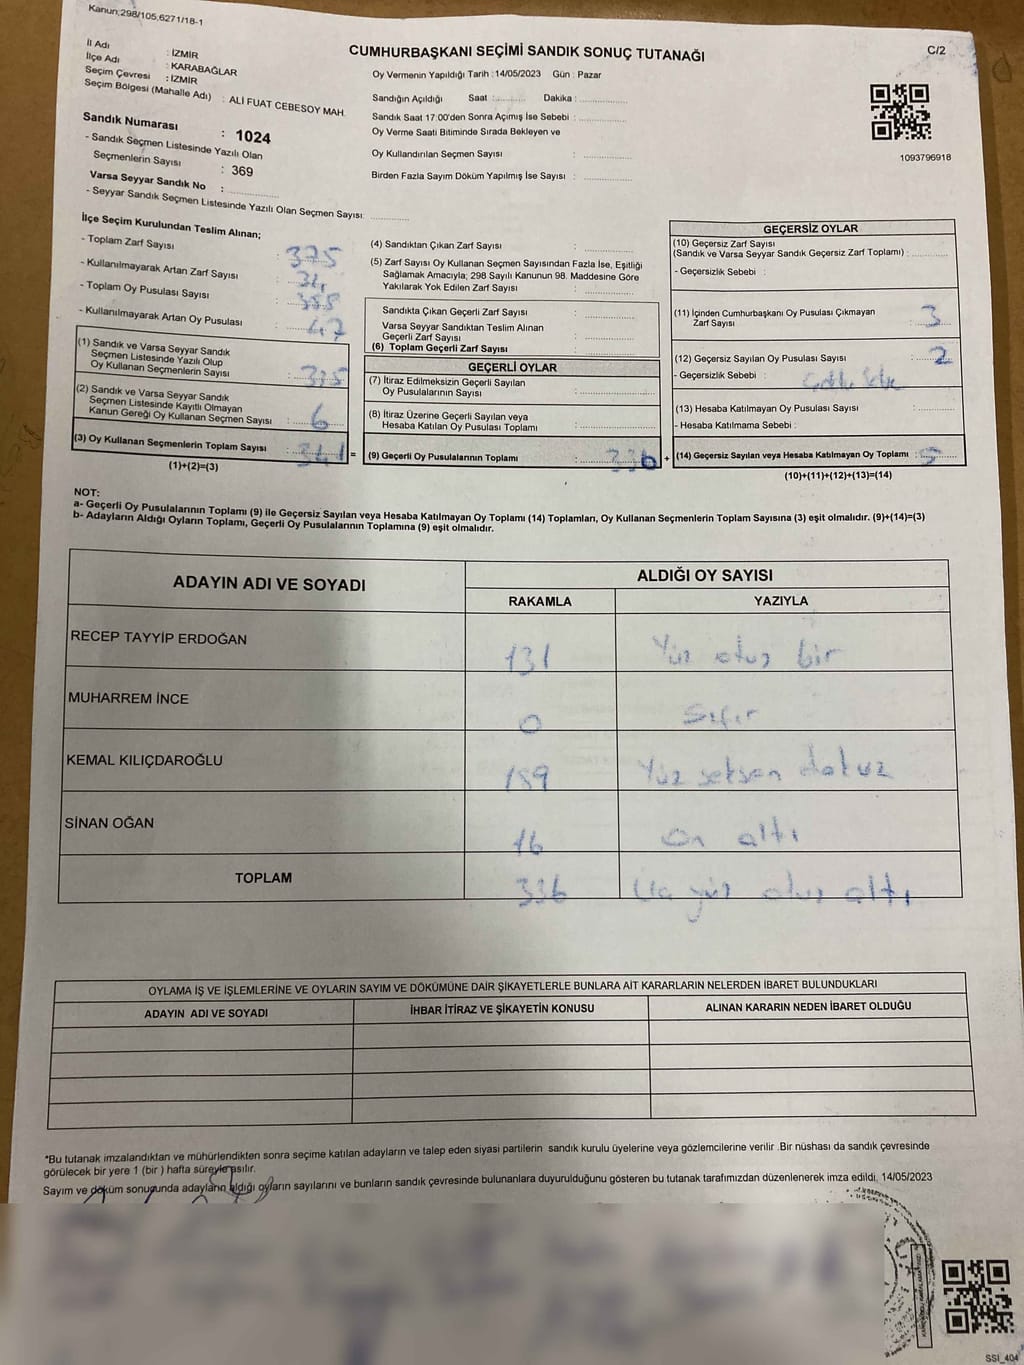 Kanun;298/105,6271/18-1
CUMHURBAŞKANI SEÇİMİ SANDIK SONUÇ TUTANAĞI
C/2
İl Adı : İZMİR
İlçe Adı : KARABAĞLAR
Seçim Çevresi : İZMİR
Seçim Bölgesi (Mahalle Adı) : ALİ FUAT CEBESOY MAH.
Oy Vermenin Yapıldığı Tarih :14/05/2023 Gün : Pazar
Sandığın Açıldığı Saat :.......... Dakika :................
Sandık Saat 17:00'den Sonra Açımış İse Sebebi :................
Oy Verme Saati Bitiminde Sırada Bekleyen ve
Oy Kullandırılan Seçmen Sayısı :................
Birden Fazla Sayım Döküm Yapılmış İse Sayısı :................
1093796918
Sandık Numarası : 1024
- Sandık Seçmen Listesinde Yazılı Olan
Seçmenlerin Sayısı : 369
Varsa Seyyar Sandık No :................
- Seyyar Sandık Seçmen Listesinde Yazılı Olan Seçmen Sayısı: ............
İlçe Seçim Kurulundan Teslim Alınan;
- Toplam Zarf Sayısı : 375
- Kullanılmayarak Artan Zarf Sayısı :
- Toplam Oy Pusulası Sayısı :
- Kullanılmayarak Artan Oy Pusulası : 47
(1) Sandık ve Varsa Seyyar Sandık
Seçmen Listesinde Yazılı Olup
Oy Kullanan Seçmenlerin Sayısı :
(2) Sandık ve Varsa Seyyar Sandık
Seçmen Listesinde Kayıtlı Olmayan
Kanun Gereği Oy Kullanan Seçmen Sayısı : 6
(3) Oy Kullanan Seçmenlerin Toplam Sayısı : 341
(1)+(2)=(3)
(4) Sandıktan Çıkan Zarf Sayısı :................
(5) Zarf Sayısı Oy Kullanan Seçmen Sayısından Fazla İse, Eşitliği
Sağlamak Amacıyla; 298 Sayılı Kanunun 98. Maddesine Göre
Yakılarak Yok Edilen Zarf Sayısı :................
Sandıkta Çıkan Geçerli Zarf Sayısı :................
Varsa Seyyar Sandıktan Teslim Alınan
Geçerli Zarf Sayısı :................
(6) Toplam Geçerli Zarf Sayısı :................
GEÇERLİ OYLAR
(7) İtiraz Edilmeksizin Geçerli Sayılan
Oy Pusulalarının Sayısı :................
(8) İtiraz Üzerine Geçerli Sayılan veya
Hesaba Katılan Oy Pusulası Toplamı :................
= (9) Geçerli Oy Pusulalarının Toplamı : 336 +
GEÇERSİZ OYLAR
(10) Geçersiz Zarf Sayısı
(Sandık ve Varsa Seyyar Sandık Geçersiz Zarf Toplamı) :............
- Geçersizlik Sebebi :
(11) İçinden Cumhurbaşkanı Oy Pusulası Çıkmayan
Zarf Sayısı : 3
(12) Geçersiz Sayılan Oy Pusulası Sayısı : 2
- Geçersizlik Sebebi :
(13) Hesaba Katılmayan Oy Pusulası Sayısı :............
- Hesaba Katılmama Sebebi :
(14) Geçersiz Sayılan veya Hesaba Katılmayan Oy Toplamı : 5
(10)+(11)+(12)+(13)=(14)
NOT:
a- Geçerli Oy Pusulalarının Toplamı (9) ile Geçersiz Sayılan veya Hesaba Katılmayan Oy Toplamı (14) Toplamları, Oy Kullanan Seçmenlerin Toplam Sayısına (3) eşit olmalıdır. (9)+(14)=(3)
b- Adayların Aldığı Oyların Toplamı, Geçerli Oy Pusulalarının Toplamına (9) eşit olmalıdır.
ADAYIN ADI VE SOYADI ALDIĞI OY SAYISI
RAKAMLA YAZIYLA
RECEP TAYYİP ERDOĞAN 131 Yüz otuz bir
MUHARREM İNCE 0 Sıfır
KEMAL KILIÇDAROĞLU 189 Yüz seksen dokuz
SİNAN OĞAN 16 On altı
TOPLAM 336 Üç yüz otuz altı
OYLAMA İŞ VE İŞLEMLERİNE VE OYLARIN SAYIM VE DÖKÜMÜNE DAİR ŞİKAYETLERLE BUNLARA AİT KARARLARIN NELERDEN İBARET BULUNDUKLARI
ADAYIN ADI VE SOYADI İHBAR İTİRAZ VE ŞİKAYETİN KONUSU ALINAN KARARIN NEDEN İBARET OLDUĞU
*Bu tutanak imzalandıktan ve mühürlendikten sonra seçime katılan adayların ve talep eden siyasi partilerin sandık kurulu üyelerine veya gözlemcilerine verilir .Bir nüshası da sandık çevresinde
görülecek bir yere 1 (bir ) hafta süreyle asılır.
Sayım ve döküm sonucunda adayların aldığı oyların sayılarını ve bunların sandık çevresinde bulunanlara duyurulduğunu gösteren bu tutanak tarafımızdan düzenlenerek imza edildi. 14/05/2023
SSI_404